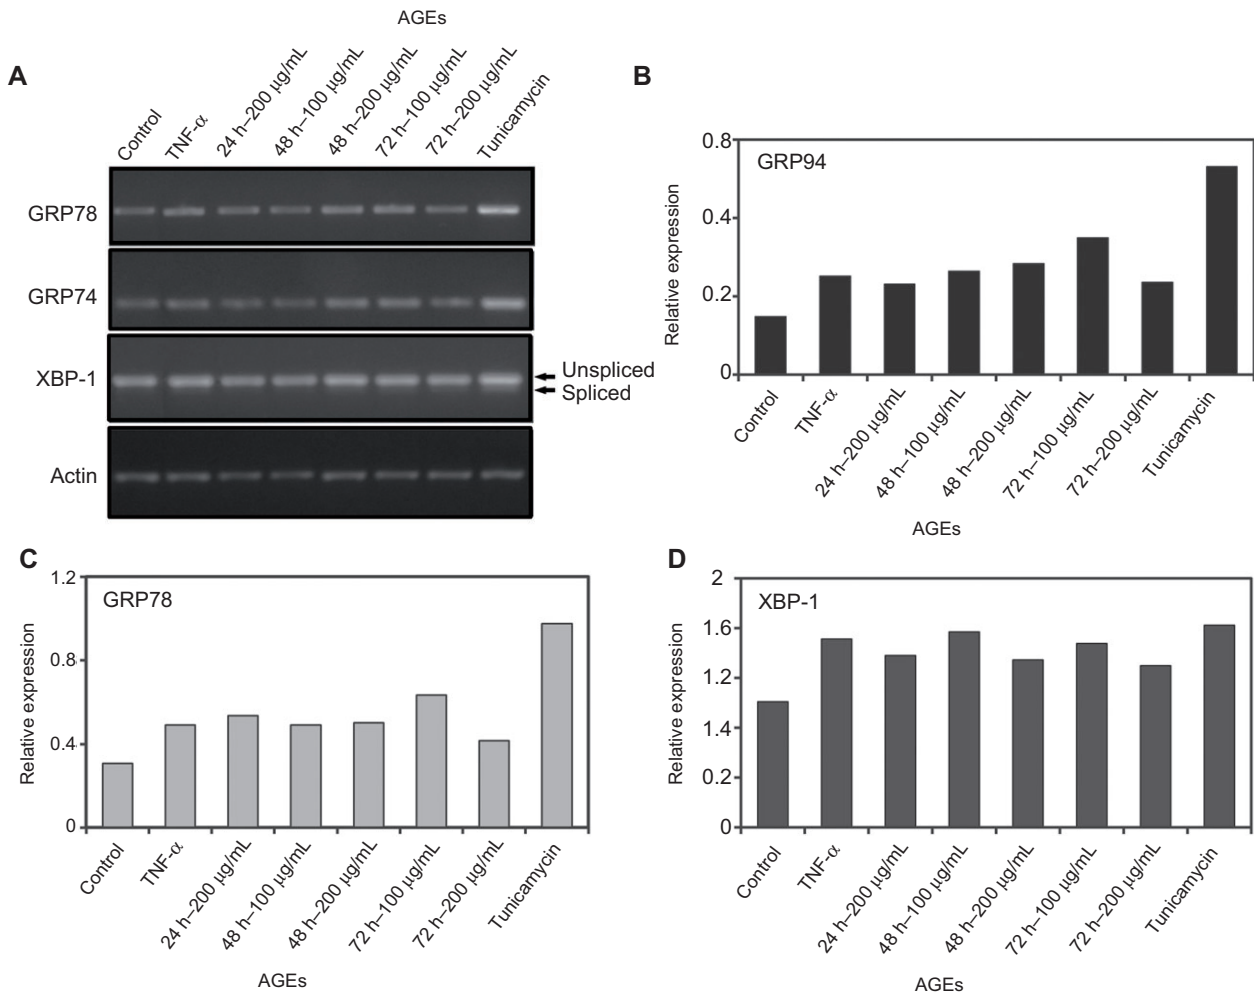 AGEs
A
Control
TNF-α
24 h–200 µg/mL
48 h–100 µg/mL
48 h–200 µg/mL
72 h–100 µg/mL
72 h–200 µg/mL
Tunicamycin
GRP78
GRP74
XBP-1
Unspliced
Spliced
Actin
B
GRP94
Relative expression
0.8
0.4
0.2
0
Control
TNF-α
24 h–200 µg/mL
48 h–100 µg/mL
48 h–200 µg/mL
72 h–100 µg/mL
72 h–200 µg/mL
Tunicamycin
AGEs
C
GRP78
Relative expression
1.2
0.8
0.4
0
Control
TNF-α
24 h–200 µg/mL
48 h–100 µg/mL
48 h–200 µg/mL
72 h–100 µg/mL
72 h–200 µg/mL
Tunicamycin
AGEs
D
XBP-1
Relative expression
2
1.6
1.2
1.4
0.2
0
Control
TNF-α
24 h–200 µg/mL
48 h–100 µg/mL
48 h–200 µg/mL
72 h–100 µg/mL
72 h–200 µg/mL
Tunicamycin
AGEs